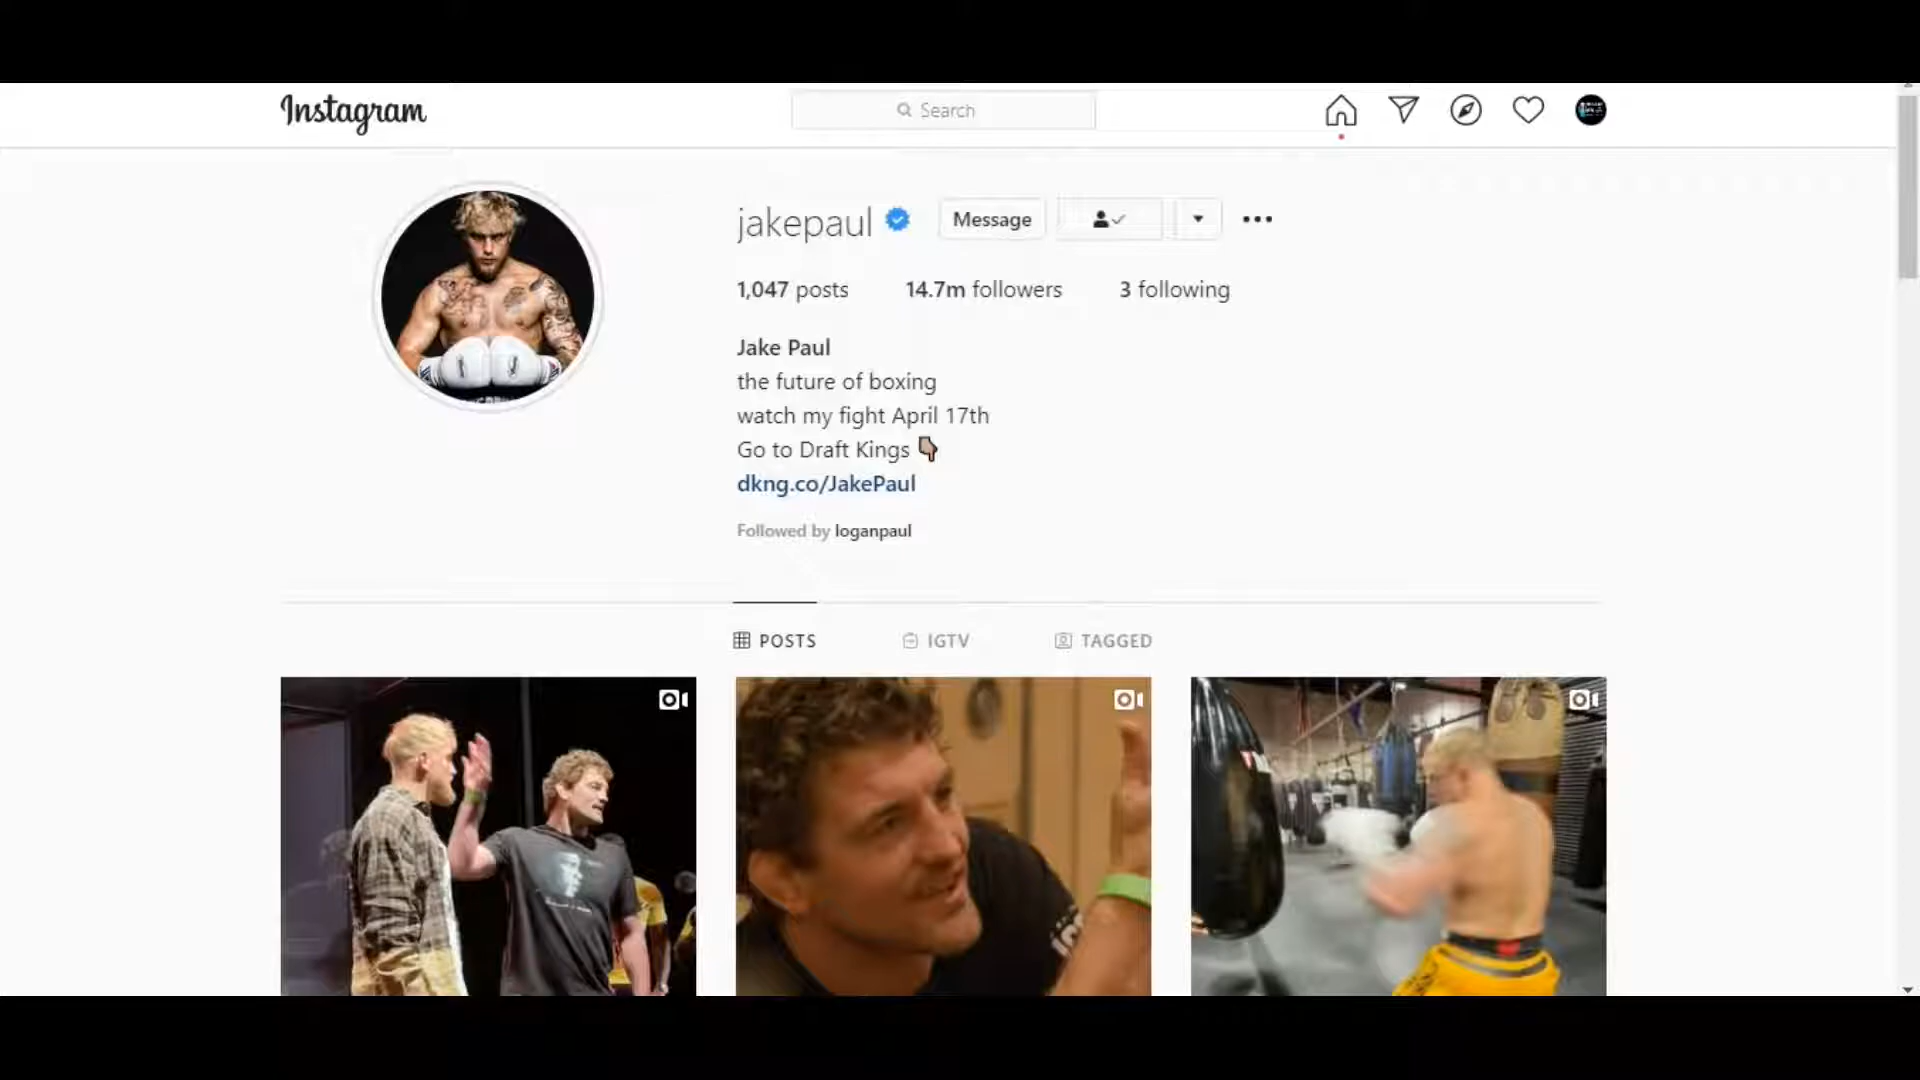 Instagram
Search
jakepaul
Message
1,047 posts 14.7m followers 3 following
Jake Paul
the future of boxing
watch my fight April 17th
Go to Draft Kings 👇🏽
dkng.co/JakePaul
Followed by loganpaul
POSTS IGTV TAGGED